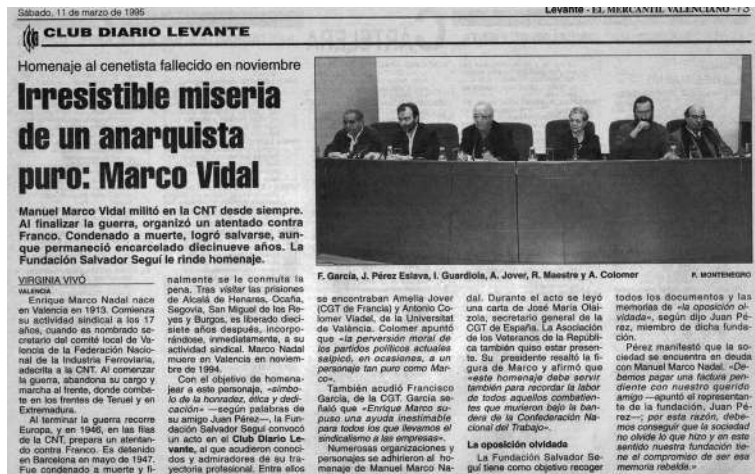 Sábado, 11 de marzo de 1995
Levante - EL MERCANTIL VALENCIANO
CLUB DIARIO LEVANTE
Homenaje al cenetista fallecido en noviembre
Irresistible miseria
de un anarquista
puro: Marco Vidal
Manuel Marco Vidal militó en la CNT desde siempre.
Al finalizar la guerra, organizó un atentado contra
Franco. Condenado a muerte, logró salvarse, aun-
que permaneció encarcelado diecinueve años. La
Fundación Salvador Seguí le rinde homenaje.
F. García, J. Pérez Eslava, I. Guardiola, A. Jover, R. Maestre y A. Colomer
P. MONTENEGRO
VIRGINIA VIVÓ
VALENCIA
Enrique Marco Nadal nace
en Valencia en 1913. Comienza
su actividad sindical a los 17
años, cuando es nombrado se-
cretario del comité local de Va-
lencia de la Federación Nacio-
nal de la Industria Ferroviaria,
adscrita a la CNT. Al comenzar
la guerra, abandona su cargo y
marcha al frente, donde comba-
te en los frentes de Teruel y en
Extremadura.
Al terminar la guerra recorre
Europa, y en 1946, en las filas
de la CNT, prepara un atenta-
do contra Franco. Es detenido
en Barcelona en mayo de 1947.
Fue condenado a muerte y fi-
nalmente se le conmuta la
pena. Tras visitar las prisiones
de Alcalá de Henares, Ocaña,
Segovia, San Miguel de los Re-
yes y Burgos, es liberado dieci-
siete años después, incorpo-
rándose, inmediatamente, a su
actividad sindical. Marco Nadal
muere en Valencia en noviem-
bre de 1994.
Con el objetivo de homena-
jear a este personaje, «símbo-
lo de la honradez, ética y dedi-
cación» —según palabras de
su amigo Juan Pérez—, la Fun-
dación Salvador Seguí convocó
un acto en el Club Diario Le-
vante, al que acudieron conoci-
dos y admiradores de su tra-
yectoria profesional. Entre ellos
se encontraban Amelia Jover
(CGT de Francia) y Antonio Co-
lomer Viadel, de la Universitat
de València. Colomer apuntó
que «la perversión moral de
los partidos políticos actuales
salpicó, en ocasiones, a un
personaje tan puro como Mar-
co».
También acudió Francisco
García, de la CGT. García se-
ñaló que «Enrique Marco su-
puso una ayuda inestimable
para todos los que llevamos el
sindicalismo a las empresas».
Numerosas organizaciones y
personajes se adhirieron al ho-
menaje de Manuel Marco Na-
dal. Durante el acto se leyó
una carta de José María Olai-
zola, secretario general de la
CGT de España. La Asociación
de los Veteranos de la Repúbli-
ca también quiso estar presen-
te. Su presidente resaltó la fi-
gura de Marco y afirmó que
«este homenaje debe servir
también para recordar la labor
de todos aquellos combatien-
tes que murieron bajo la ban-
dera de la Confederación Na-
cional del Trabajo».
La oposición olvidada
La Fundación Salvador Se-
guí tiene como objetivo recoger
todos los documentos y las
memorias de «la oposición ol-
vidada», según dijo Juan Pé-
rez, miembro de dicha funda-
ción.
Pérez manifestó que la so-
ciedad se encuentra en deuda
con Manuel Marco Nadal. «De-
bemos pagar una factura pen-
diente con nuestro querido
amigo —apuntó el representan-
te de la fundación, Juan Pé-
rez—; por esta razón, debe-
mos conseguir que la sociedad
no olvide lo que hizo y en este
sentido nuestra fundación tie-
ne el compromiso de ser esa
memoria rebelde.»